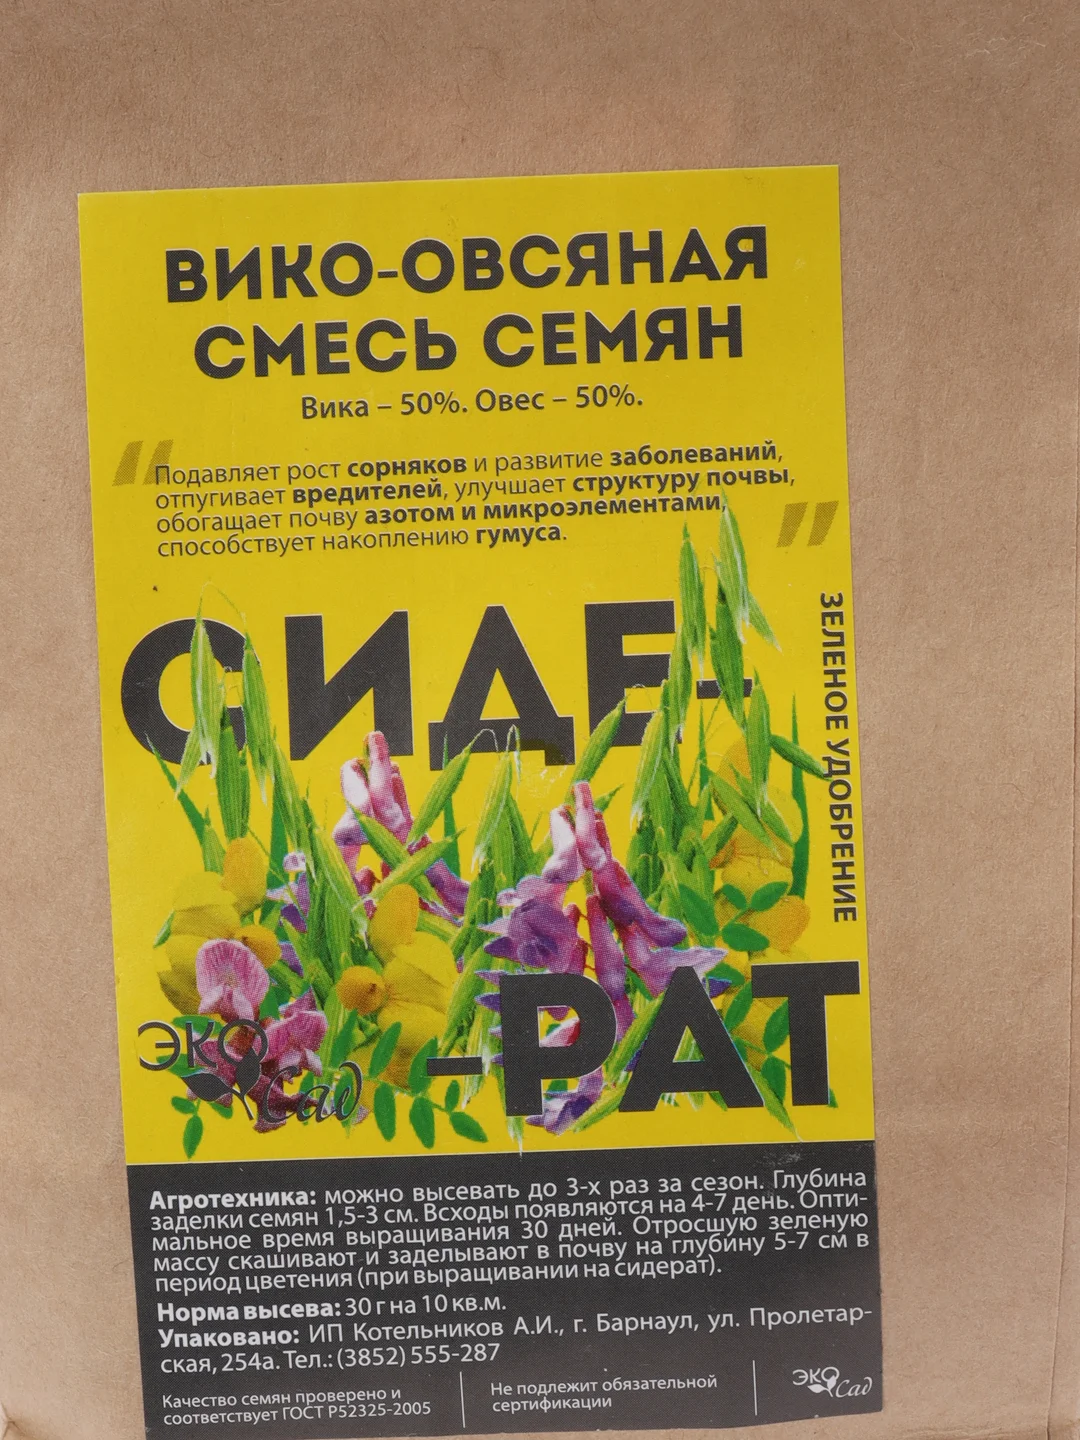 ВИКО-ОВСЯНАЯ
СМЕСЬ СЕМЯН
Вика – 50%. Овес – 50%.
“
Подавляет рост сорняков и развитие заболеваний,
отпугивает вредителей, улучшает структуру почвы,
обогащает почву азотом и микроэлементами,
способствует накоплению гумуса.
”
СИДЕ-
ЗЕЛЕНОЕ УДОБРЕНИЕ
-РАТ
ЭКО
Сад
Агротехника: можно высевать до 3-х раз за сезон. Глубина
заделки семян 1,5-3 см. Всходы появляются на 4-7 день. Опти-
мальное время выращивания 30 дней. Отросшую зеленую
массу скашивают и заделывают в почву на глубину 5-7 см в
период цветения (при выращивании на сидерат).
Норма высева: 30 г на 10 кв.м.
Упаковано: ИП Котельников А.И., г. Барнаул, ул. Пролетар-
ская, 254а. Тел.: (3852) 555-287
Качество семян проверено и
соответствует ГОСТ Р52325-2005
Не подлежит обязательной
сертификации
ЭКО
Сад